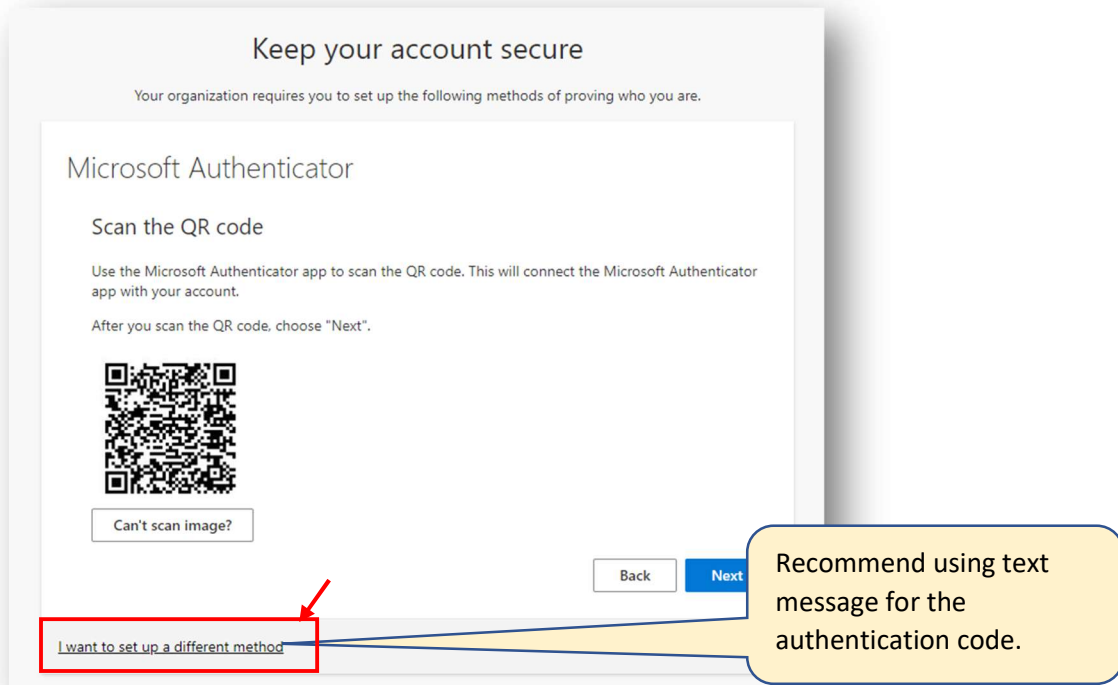 Keep your account secure
Your organization requires you to set up the following methods of proving who you are.
Microsoft Authenticator
Scan the QR code
Use the Microsoft Authenticator app to scan the QR code. This will connect the Microsoft Authenticator
app with your account.
After you scan the QR code, choose "Next".
Can't scan image?
Back
Next
I want to set up a different method
Recommend using text
message for the
authentication code.